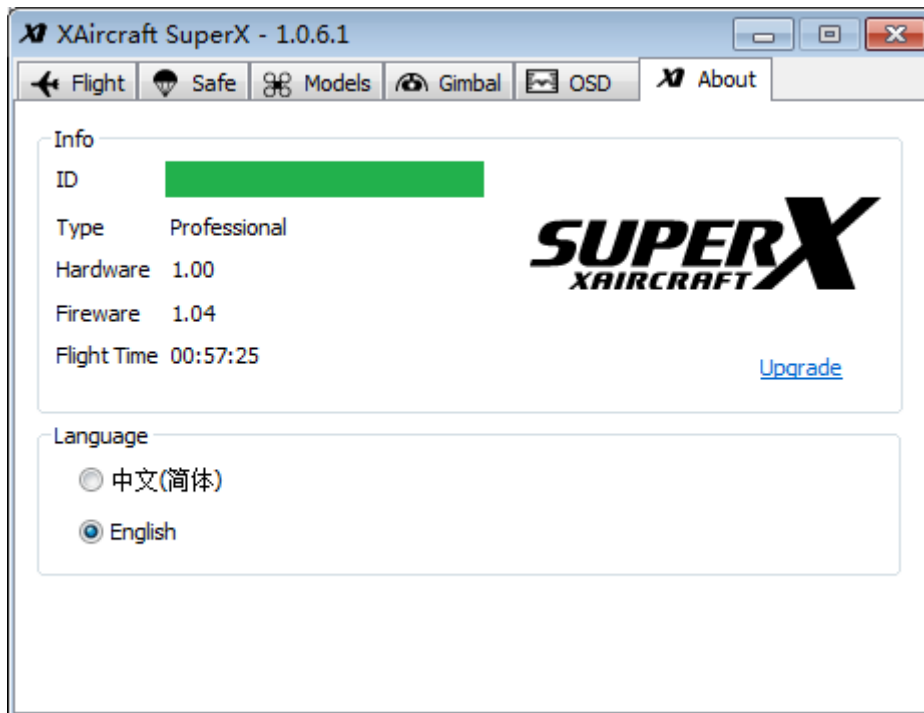 XAircraft SuperX - 1.0.6.1
Flight Safe Models Gimbal OSD About
Info
ID
Type Professional
Hardware 1.00
Fireware 1.04
Flight Time 00:57:25
SUPERX
XAIRCRAFT
Upgrade
Language
中文(简体)
English